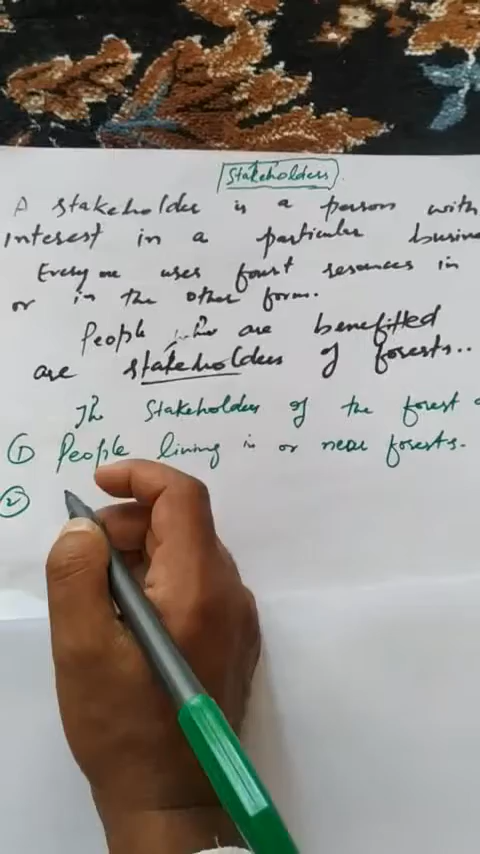 Stakeholders
A stakeholder is a person with
interest in a particular busin
Every one uses forest resources in
or in the other form.
People who are benefitted
are stakeholders of forests..
The Stakeholders of the forest a
① People living in or near forests.
②